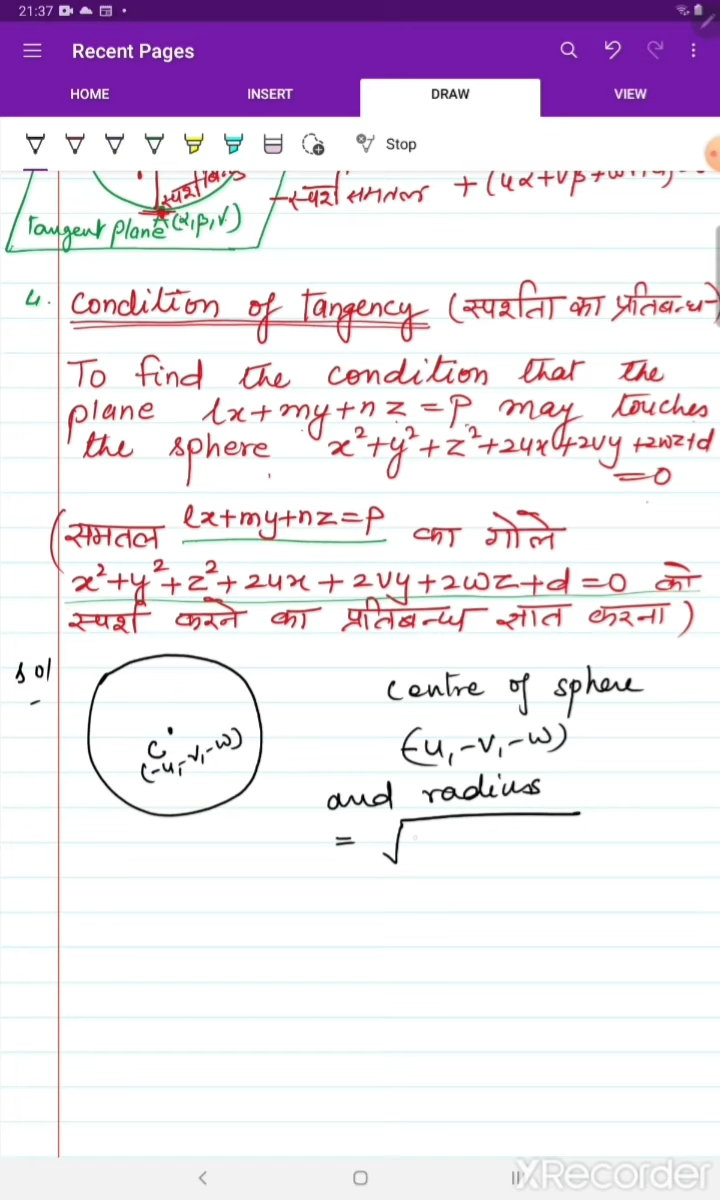 21:37
Recent Pages
HOME INSERT DRAW VIEW
Stop
स्पर्श समतल
Tangent plane A(α,β,γ)
4. Condition of tangency (स्पर्शता का प्रतिबन्ध)
To find the condition that the
plane lx+my+nz=P may touches
the sphere x²+y²+z²+2ux+2vy+2wz+d
=0
(समतल lx+my+nz=P का गोले
x²+y²+z²+2ux+2vy+2wz+d=0 को
स्पर्श करने का प्रतिबन्ध ज्ञात करना)
Sol
C
(-u,-v,-w)
centre of sphere
(-u,-v,-w)
and radius
= √
XRecorder